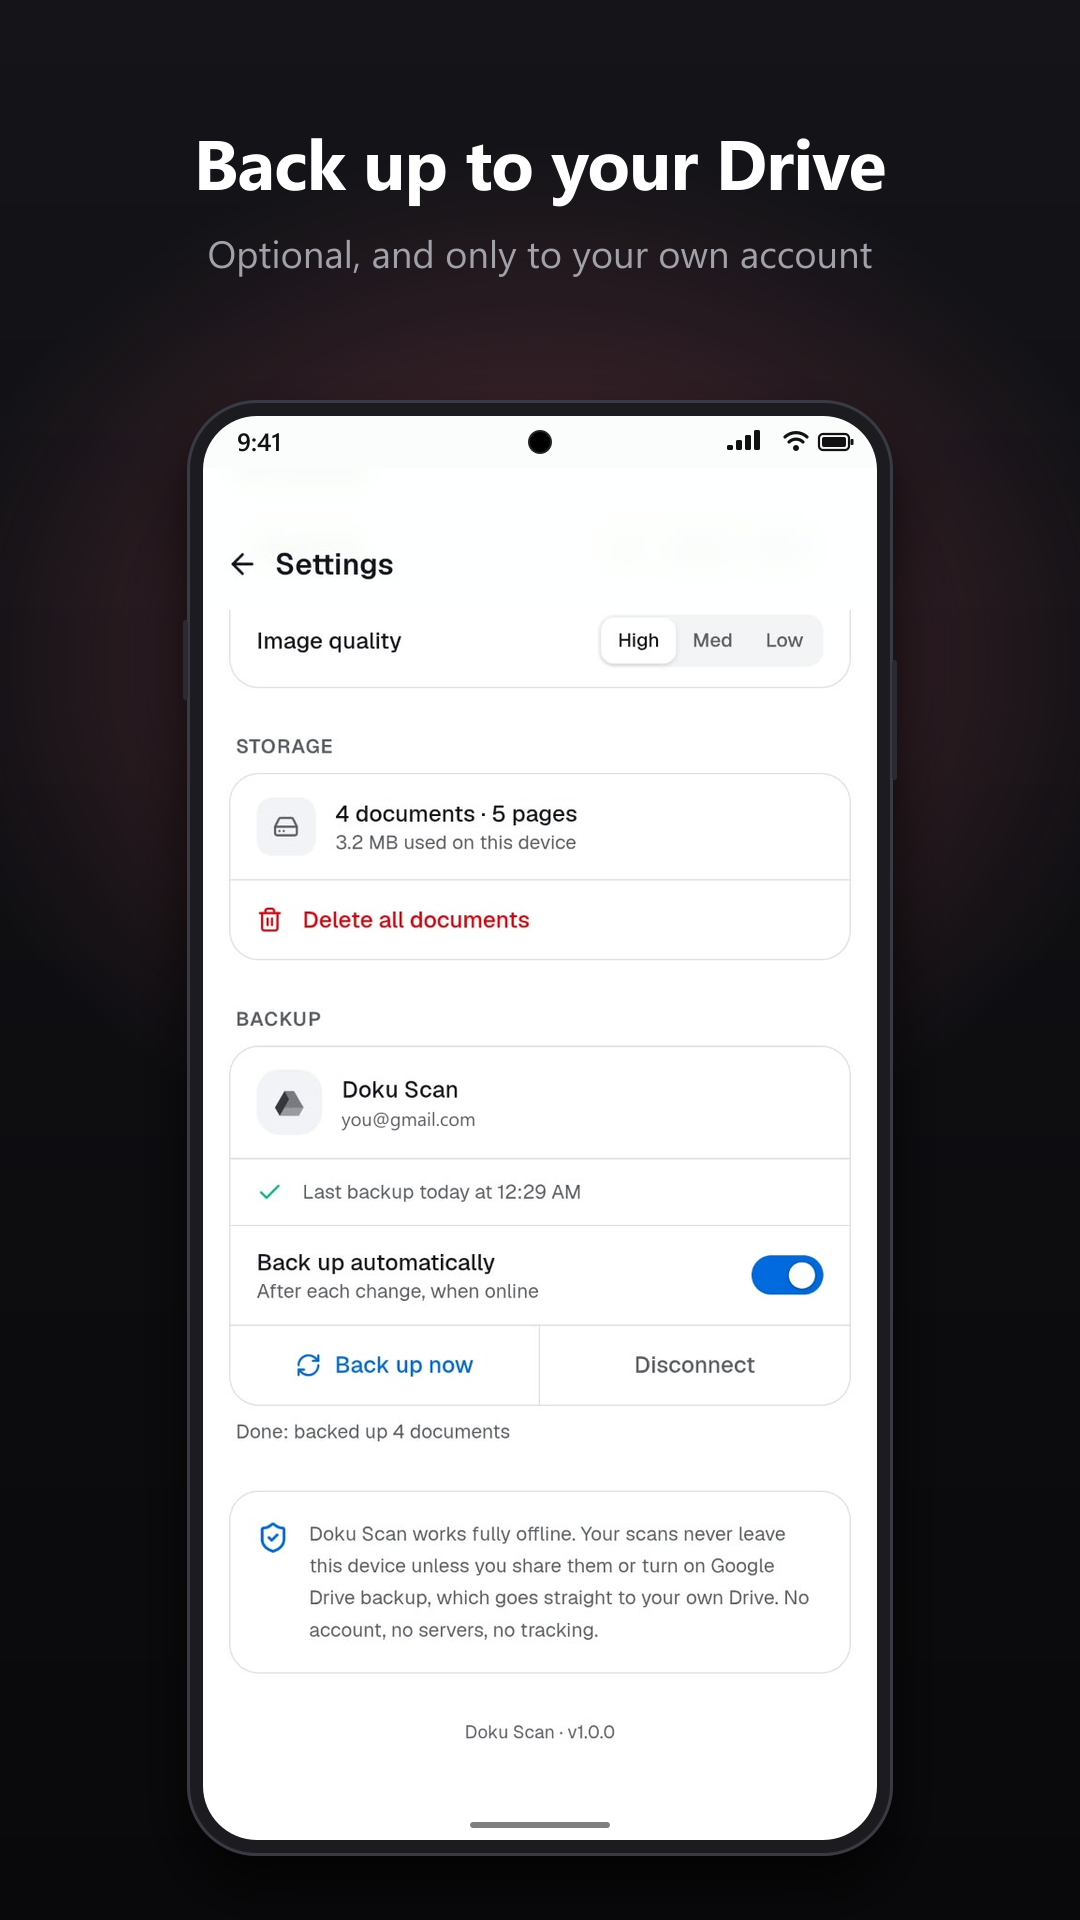 Back up to your Drive
Optional, and only to your own account
9:41
Settings
Image quality
High Med Low
STORAGE
4 documents · 5 pages
3.2 MB used on this device
Delete all documents
BACKUP
Doku Scan
you@gmail.com
Last backup today at 12:29 AM
Back up automatically
After each change, when online
Back up now
Disconnect
Done: backed up 4 documents
Doku Scan works fully offline. Your scans never leave
this device unless you share them or turn on Google
Drive backup, which goes straight to your own Drive. No
account, no servers, no tracking.
Doku Scan · v1.0.0